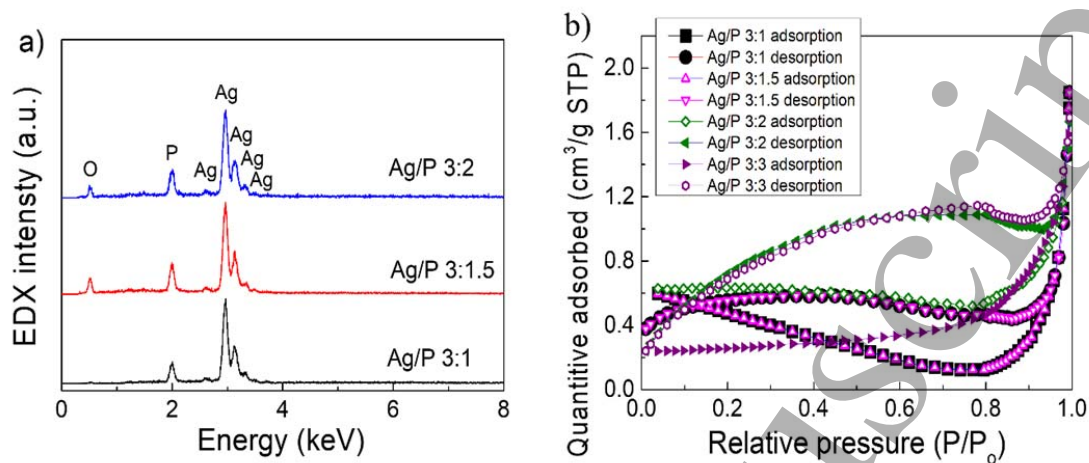 a)
EDX intensty (a.u.)
O
P
Ag
Ag
Ag
Ag
Ag
Ag/P 3:2
Ag/P 3:1.5
Ag/P 3:1
0 2 4 6 8
Energy (keV)
b)
Quantitive adsorbed (cm³/g STP)
2.0
1.6
1.2
0.8
0.4
0.0
Ag/P 3:1 adsorption
Ag/P 3:1 desorption
Ag/P 3:1.5 adsorption
Ag/P 3:1.5 desorption
Ag/P 3:2 adsorption
Ag/P 3:2 desorption
Ag/P 3:3 adsorption
Ag/P 3:3 desorption
0.0 0.2 0.4 0.6 0.8 1.0
Relative pressure (P/Po)